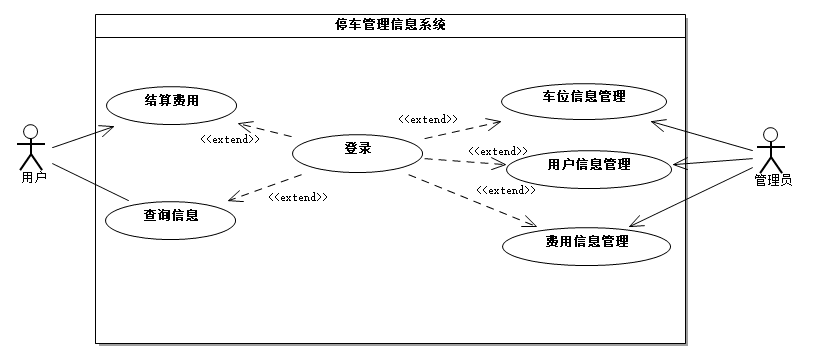 停车管理信息系统
结算费用
车位信息管理
<<extend>>
<<extend>>
登录
<<extend>>
用户信息管理
用户
管理员
<<extend>>
<<extend>>
查询信息
费用信息管理